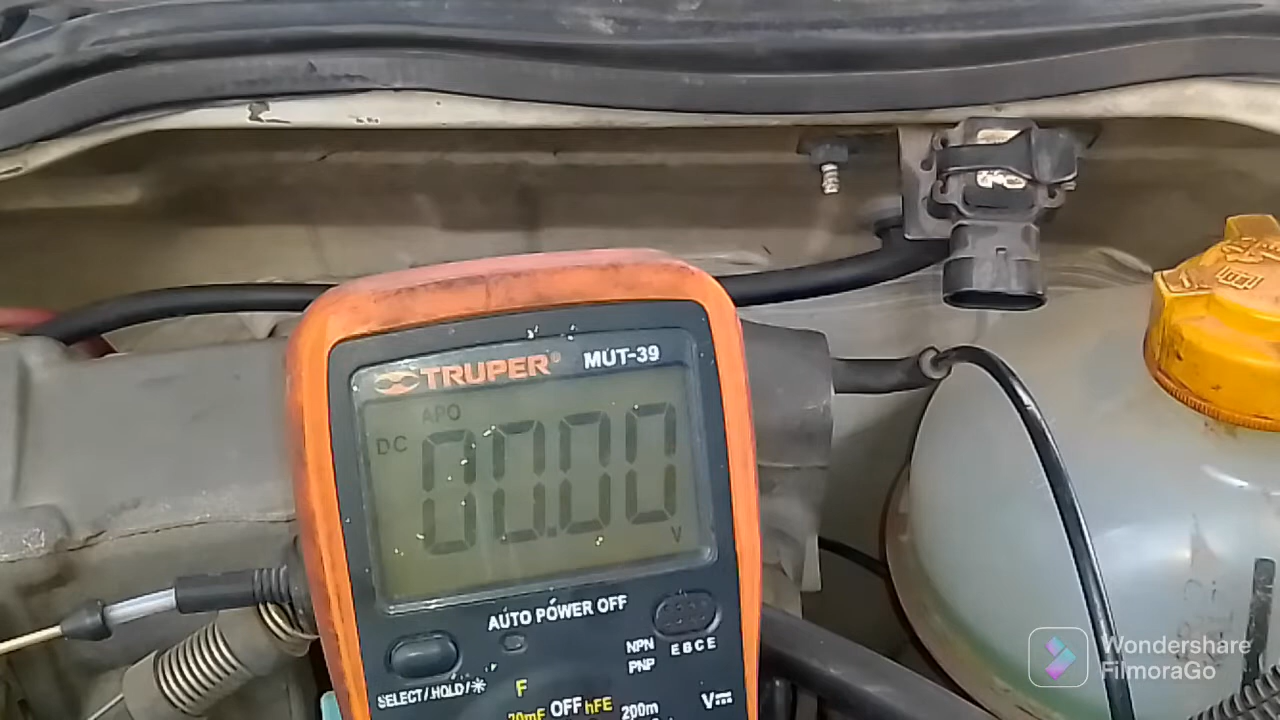 TRUPER® MUT-39
APO
DC 00.00 V
AUTO POWER OFF
NPN E B C E
PNP
SELECT/HOLD/☀
F
20mF OFF hFE 200m V
Wondershare
FilmoraGo